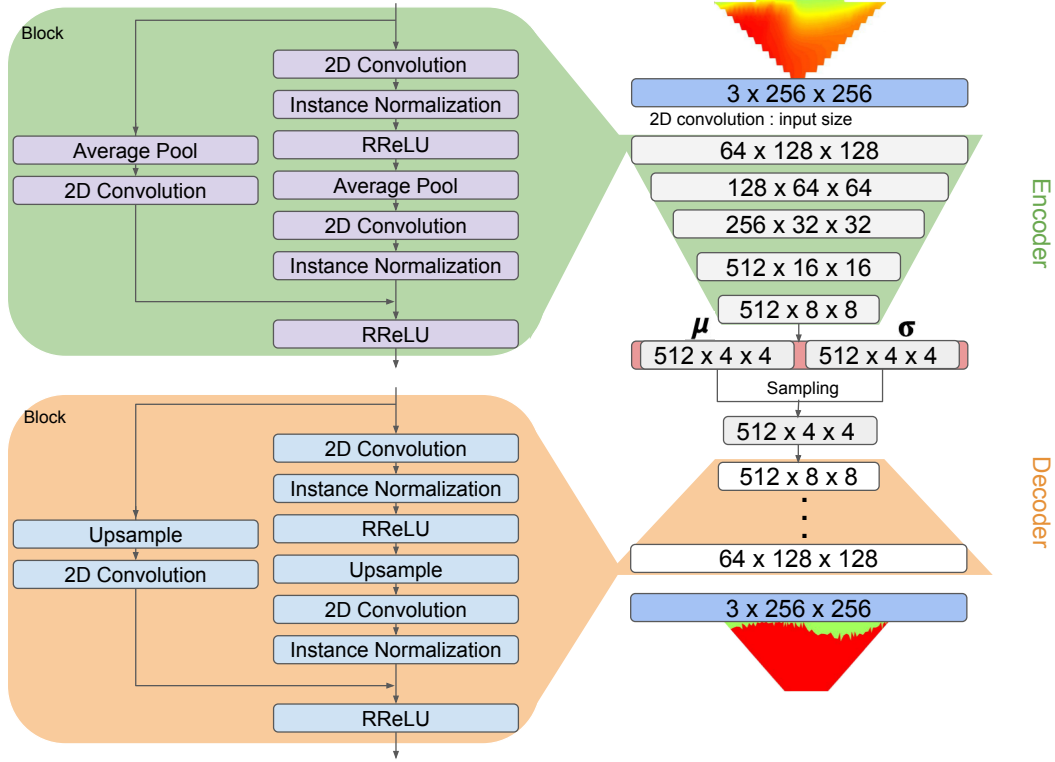 Block
2D Convolution
Instance Normalization
RReLU
Average Pool
2D Convolution
Instance Normalization
RReLU
Average Pool
2D Convolution
3 x 256 x 256
2D convolution : input size
64 x 128 x 128
128 x 64 x 64
256 x 32 x 32
512 x 16 x 16
512 x 8 x 8
μ
σ
512 x 4 x 4
512 x 4 x 4
Sampling
512 x 4 x 4
Encoder
Block
2D Convolution
Instance Normalization
RReLU
Upsample
2D Convolution
Instance Normalization
RReLU
Upsample
2D Convolution
512 x 8 x 8
64 x 128 x 128
3 x 256 x 256
Decoder